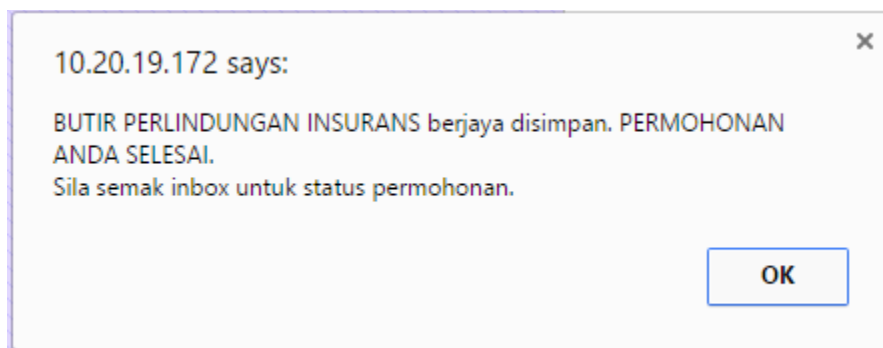 10.20.19.172 says:
BUTIR PERLINDUNGAN INSURANS berjaya disimpan. PERMOHONAN
ANDA SELESAI.
Sila semak inbox untuk status permohonan.
OK